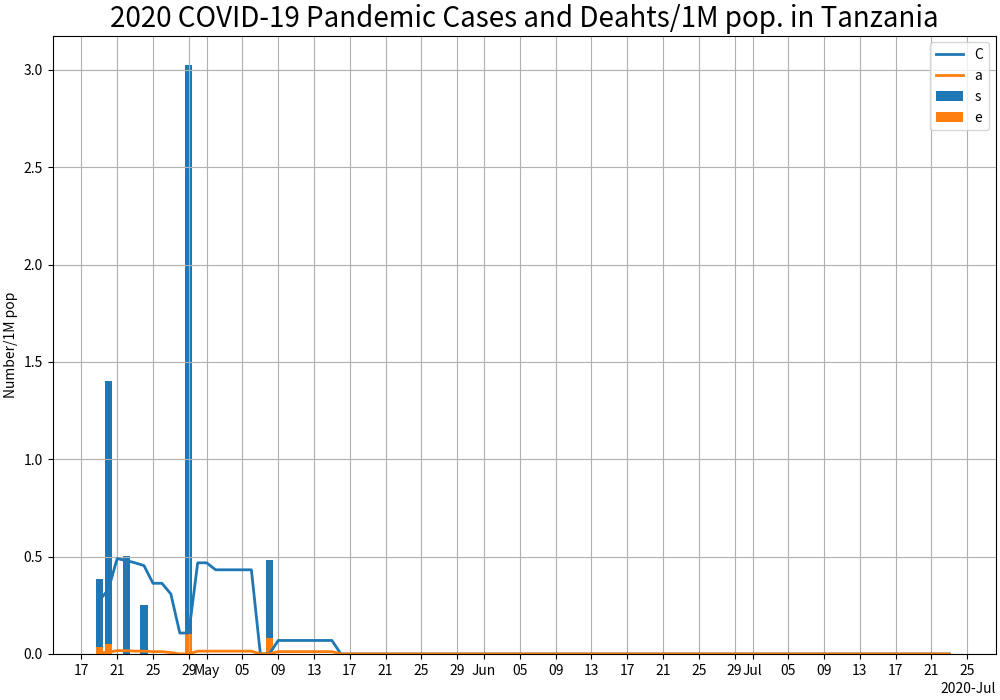 2020 COVID-19 Pandemic Cases and Deahts/1M pop. in Tanzania
C
a
s
e
Number/1M pop
3.0
2.5
2.0
1.5
1.0
0.5
0.0
17 21 25 29 May 05 09 13 17 21 25 29 Jun 05 09 13 17 21 25 29 Jul 05 09 13 17 21 25
2020-Jul